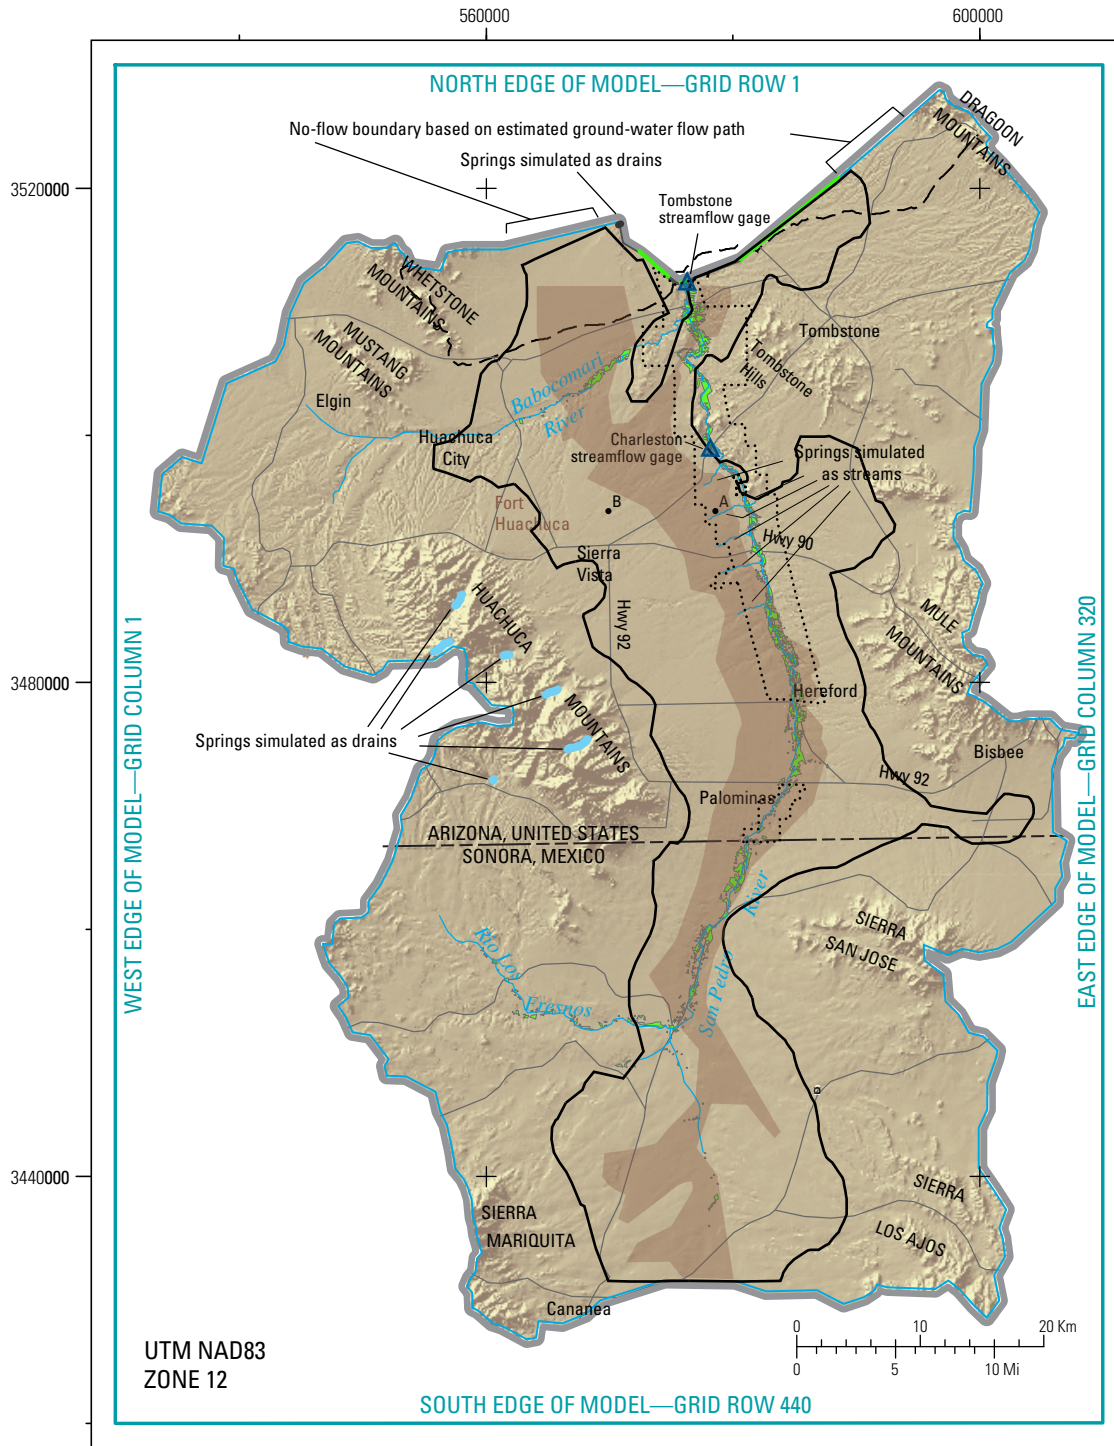 560000
600000
NORTH EDGE OF MODEL—GRID ROW 1
DRAGOON
MOUNTAINS
No-flow boundary based on estimated ground-water flow path
Springs simulated as drains
3520000
Tombstone
streamflow gage
WHETSTONE
MOUNTAINS
MUSTANG
MOUNTAINS
Tombstone
Tombstone
Hills
Babocomari
River
Elgin
Huachuca
City
Charleston
streamflow gage
Springs simulated
as streams
Fort
Huachuca
B
A
Hwy 90
Sierra
Vista
HUACHUCA
MOUNTAINS
Hwy 92
MULE
MOUNTAINS
WEST EDGE OF MODEL—GRID COLUMN 1
EAST EDGE OF MODEL—GRID COLUMN 320
3480000
Hereford
Springs simulated as drains
Bisbee
Hwy 92
Palominas
ARIZONA, UNITED STATES
SONORA, MEXICO
San Pedro
River
SIERRA
SAN JOSE
Rio Los
Fresnos
3440000
SIERRA
MARIQUITA
SIERRA
LOS AJOS
Cananea
0 10 20 Km
0 5 10 Mi
UTM NAD83
ZONE 12
SOUTH EDGE OF MODEL—GRID ROW 440